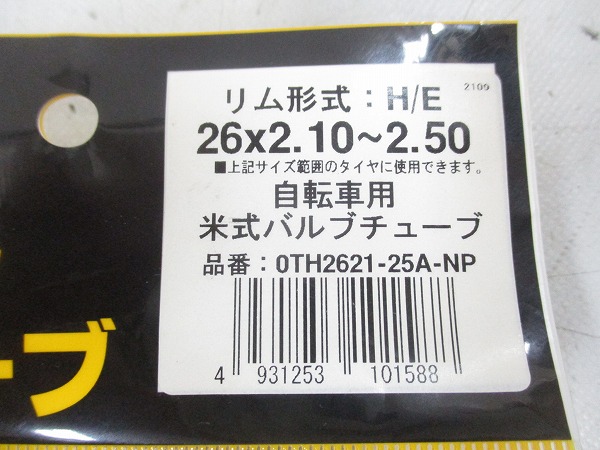 2109
リム形式：H/E
26x2.10~2.50
■上記サイズ範囲のタイヤに使用できます。
自転車用
米式バルブチューブ
品番：0TH2621-25A-NP
4 931253 101588
ーブ